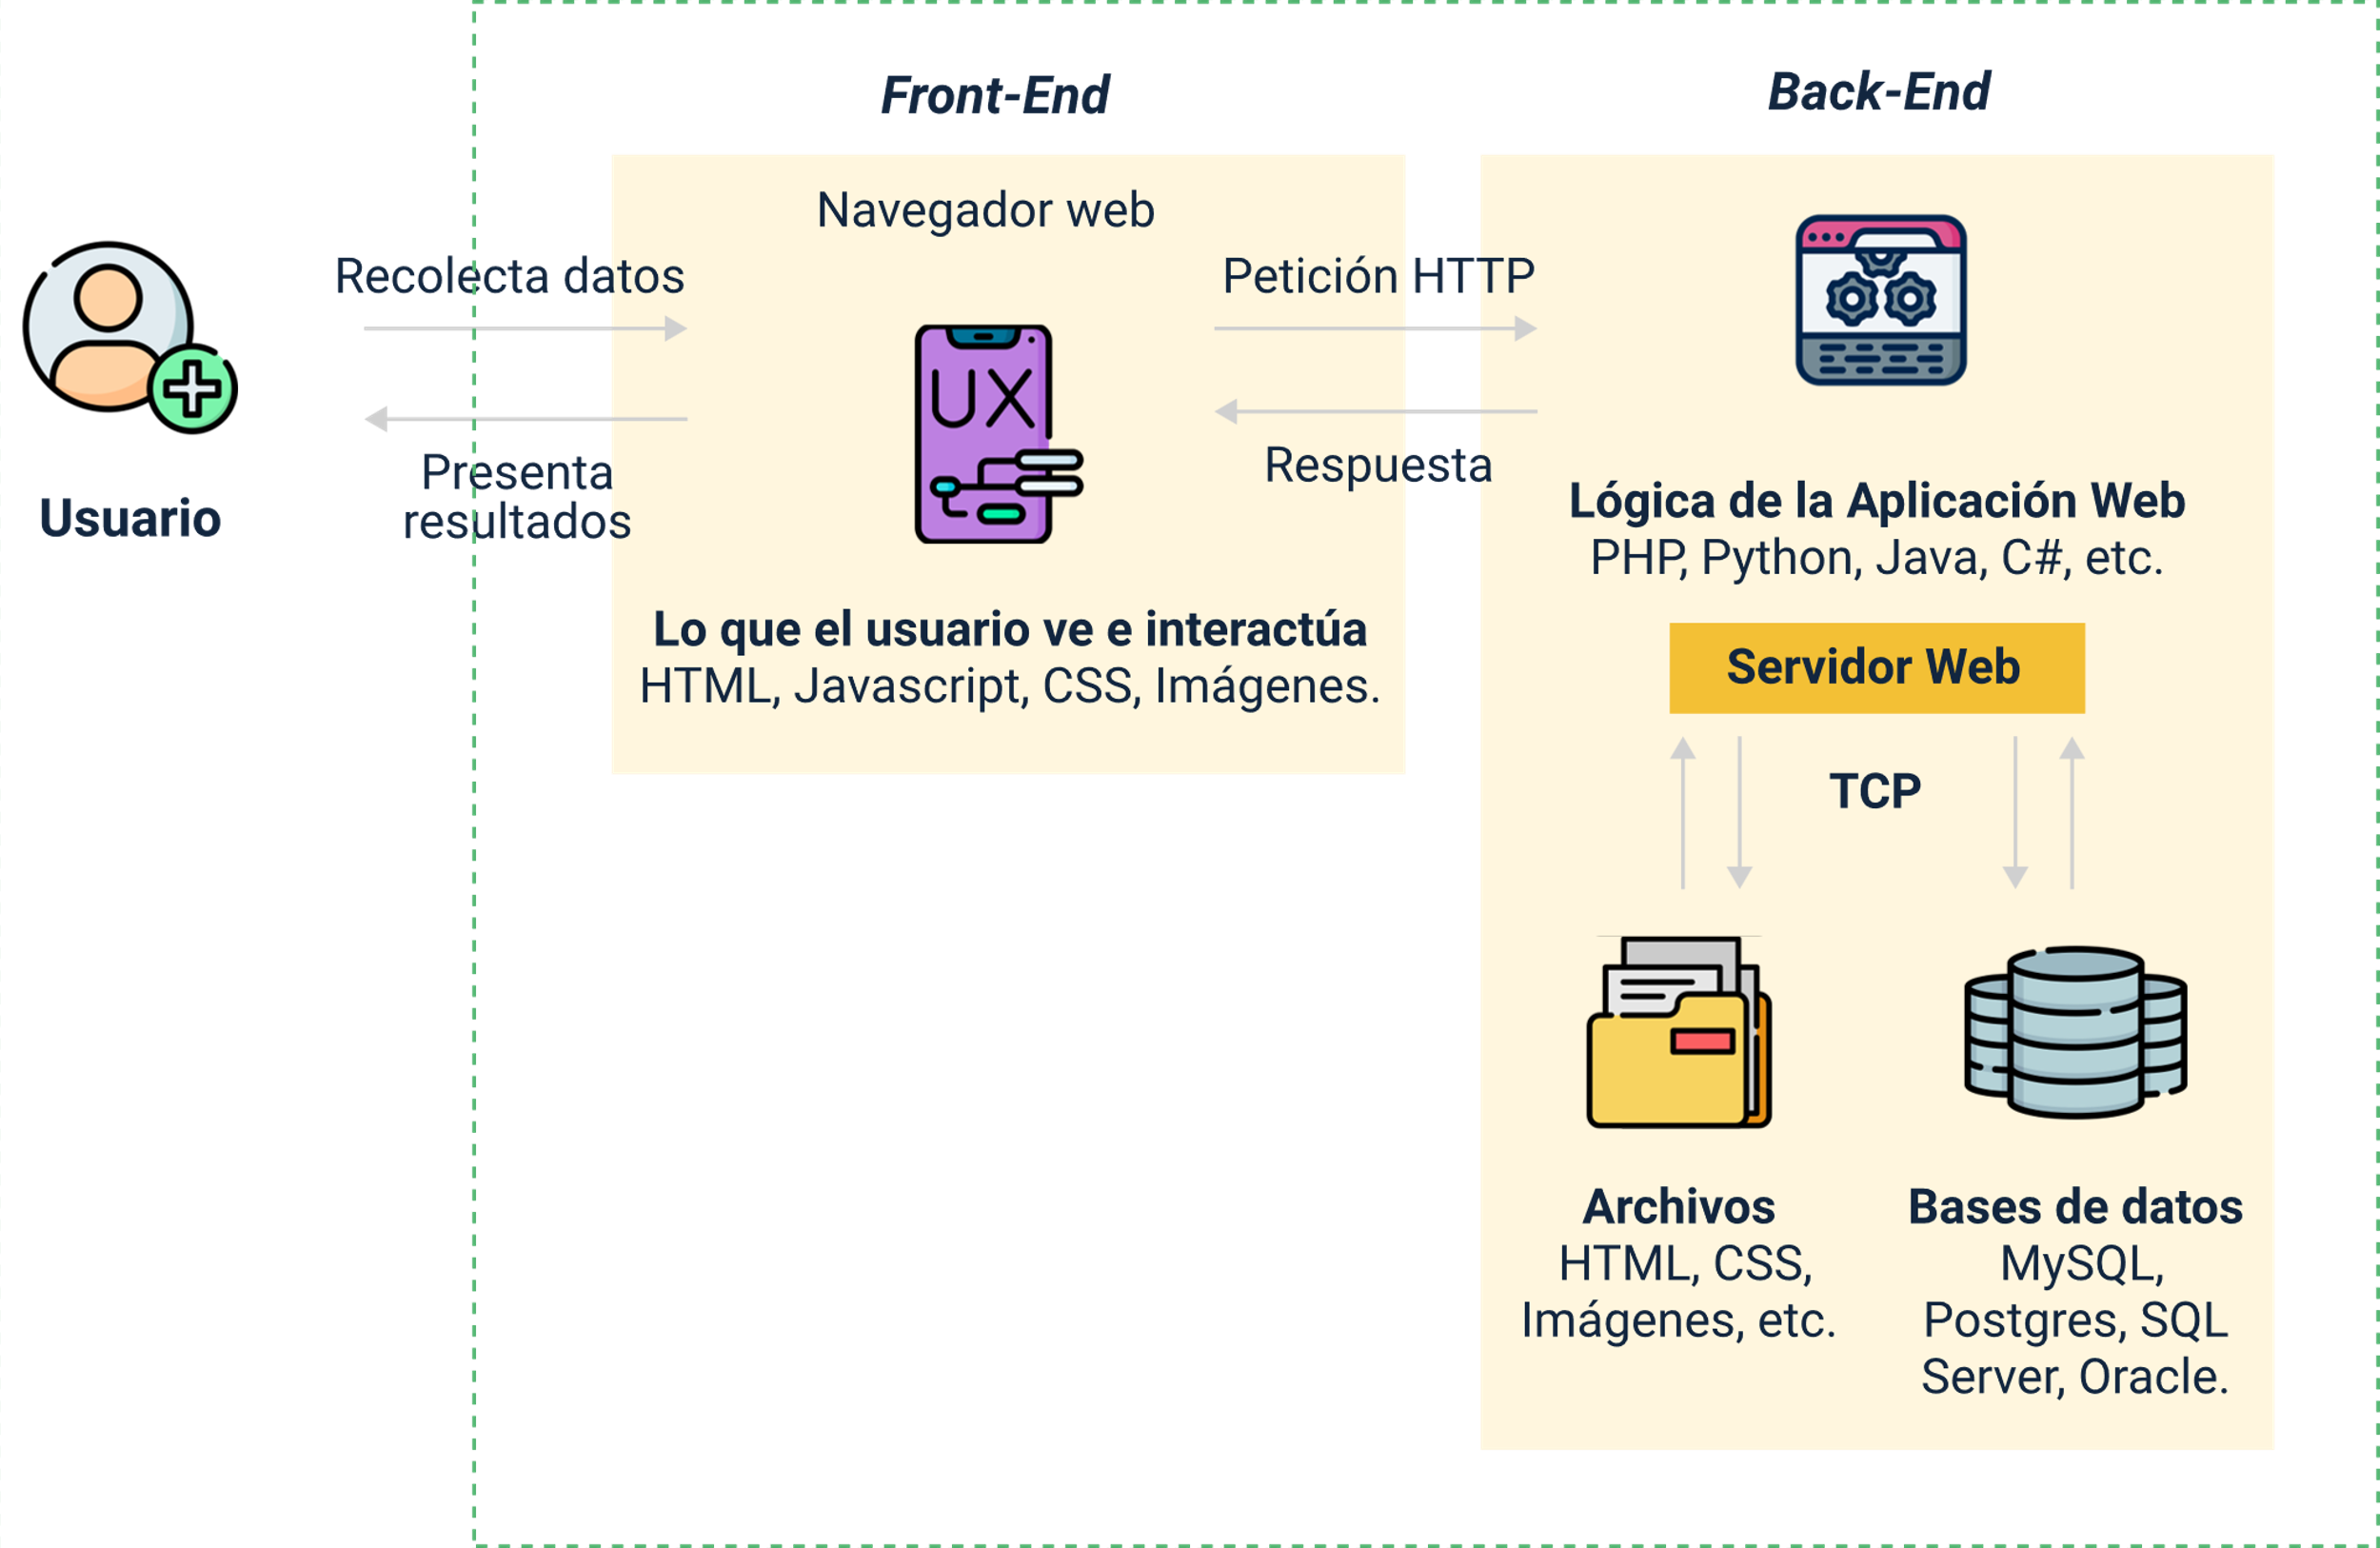 Front-End
Back-End
Navegador web
Recolecta datos
Petición HTTP
UX
Presenta
resultados
Respuesta
Usuario
Lógica de la Aplicación Web
PHP, Python, Java, C#, etc.
Lo que el usuario ve e interactúa
HTML, Javascript, CSS, Imágenes.
Servidor Web
TCP
Archivos
HTML, CSS,
Imágenes, etc.
Bases de datos
MySQL,
Postgres, SQL
Server, Oracle.